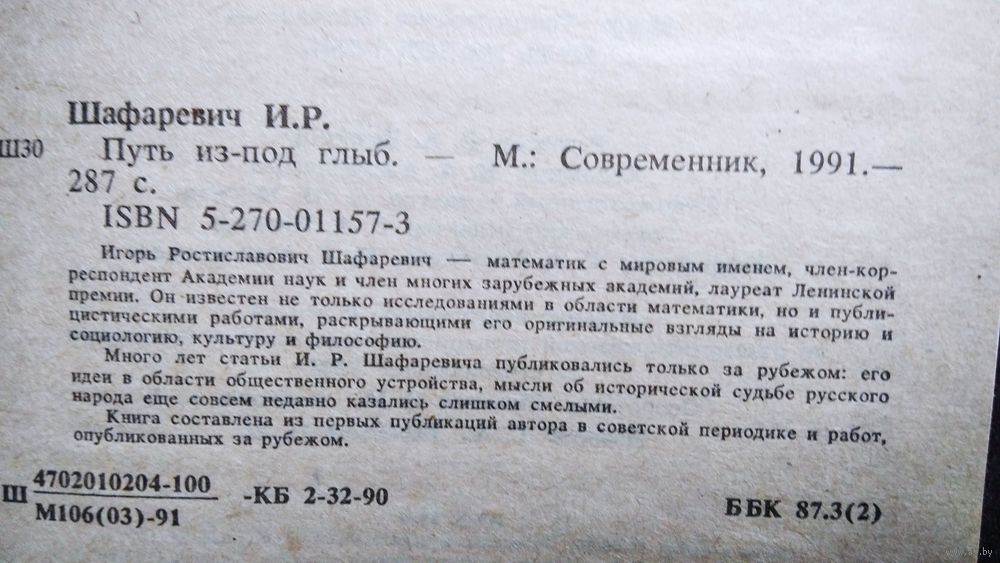 Шафаревич И.Р.
Ш30 Путь из-под глыб. — М.: Современник, 1991.—
287 с.
ISBN 5-270-01157-3
Игорь Ростиславович Шафаревич — математик с мировым именем, член-кор-
респондент Академии наук и член многих зарубежных академий, лауреат Ленинской
премии. Он известен не только исследованиями в области математики, но и публи-
цистическими работами, раскрывающими его оригинальные взгляды на историю и
социологию, культуру и философию.
Много лет статьи И. Р. Шафаревича публиковались только за рубежом: его
идеи в области общественного устройства, мысли об исторической судьбе русского
народа еще совсем недавно казались слишком смелыми.
Книга составлена из первых публикаций автора в советской периодике и работ,
опубликованных за рубежом.
Ш 4702010204-100
М106(03)-91 -КБ 2-32-90
ББК 87.3(2)